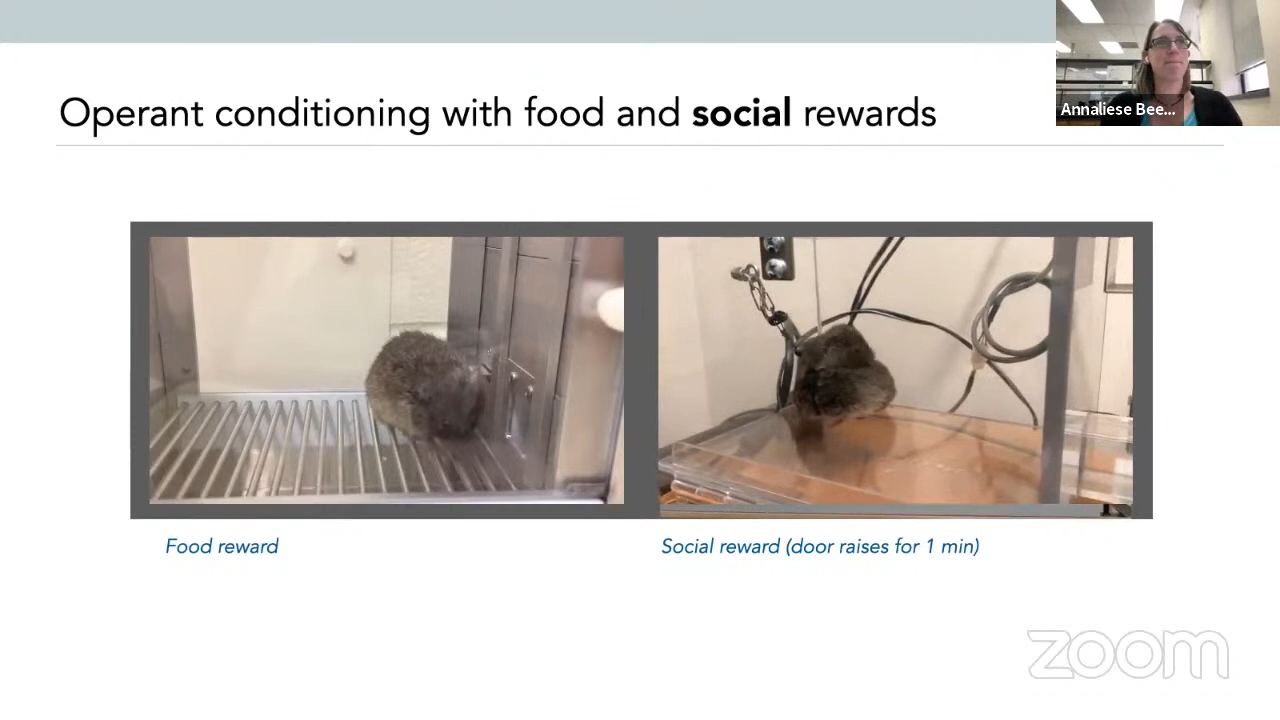 Annaliese Bee...
Operant conditioning with food and social rewards
Food reward
Social reward (door raises for 1 min)
zoom